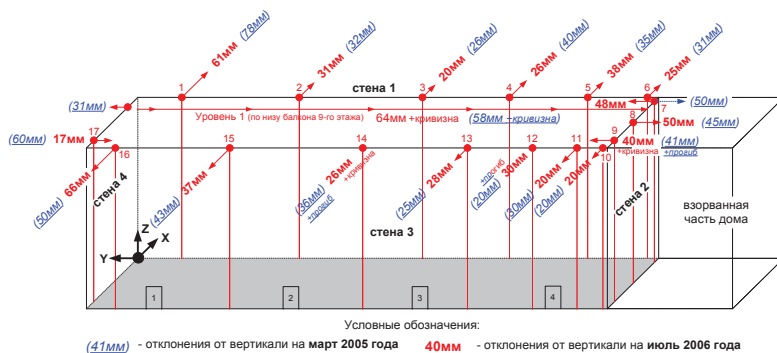 61мм (78мм)
31мм (32мм)
20мм (26мм)
26мм (40мм)
38мм (35мм)
25мм (31мм)
стена 1
1 2 3 4 5 6
(31мм)
48мм 7 (50мм)
Уровень 1 (по низу балкона 9-го этажа) 64мм +кривизна (58мм +кривизна)
8 50мм (45мм)
(60мм) 17мм 17
16 15 14 13 12 11 10 9
40мм (41мм)
+кривизна +прогиб
66мм
(50мм)
стена 4
37мм
(43мм)
26мм
+кривизна
(36мм)
+прогиб
28мм
(25мм)
+прогиб
30мм
(20мм)
20мм
(30мм)
20мм
(20мм)
стена 2
взорванная
часть дома
стена 3
Z
X
Y
1 2 3 4
Условные обозначения:
(41мм) - отклонения от вертикали на март 2005 года 40мм - отклонения от вертикали на июль 2006 года